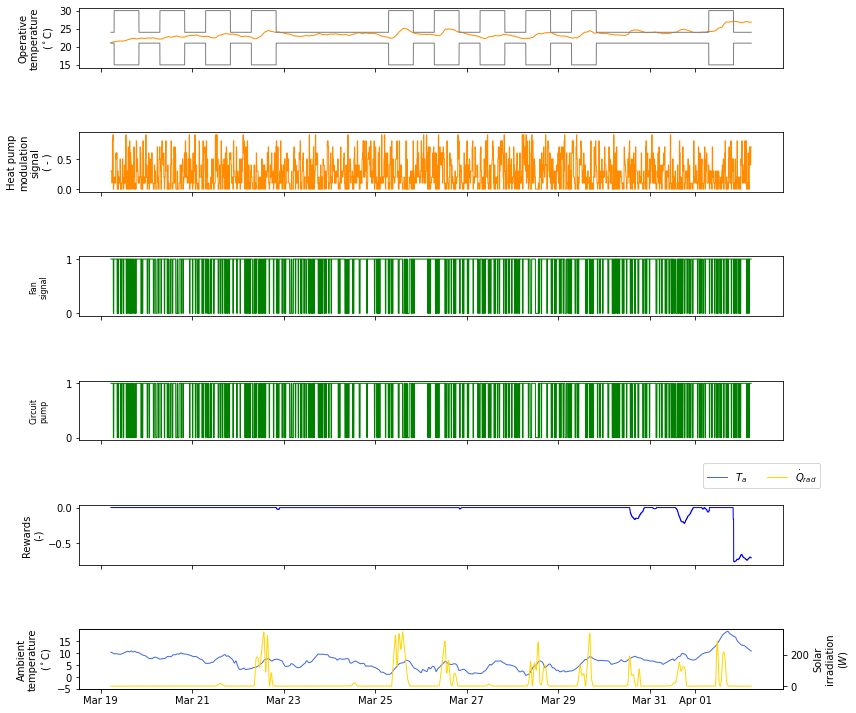 Operative
temperature
(°C)
30
25
20
15
Heat pump
modulation
signal
( - )
0.5
0.0
Fan
signal
1
0
Circuit
pump
1
0
T_a
Q̇_rad
Rewards
(-)
0.0
−0.5
Ambient
temperature
(°C)
15
10
5
0
−5
200
0
Solar
irradiation
(W)
Mar 19 Mar 21 Mar 23 Mar 25 Mar 27 Mar 29 Mar 31 Apr 01